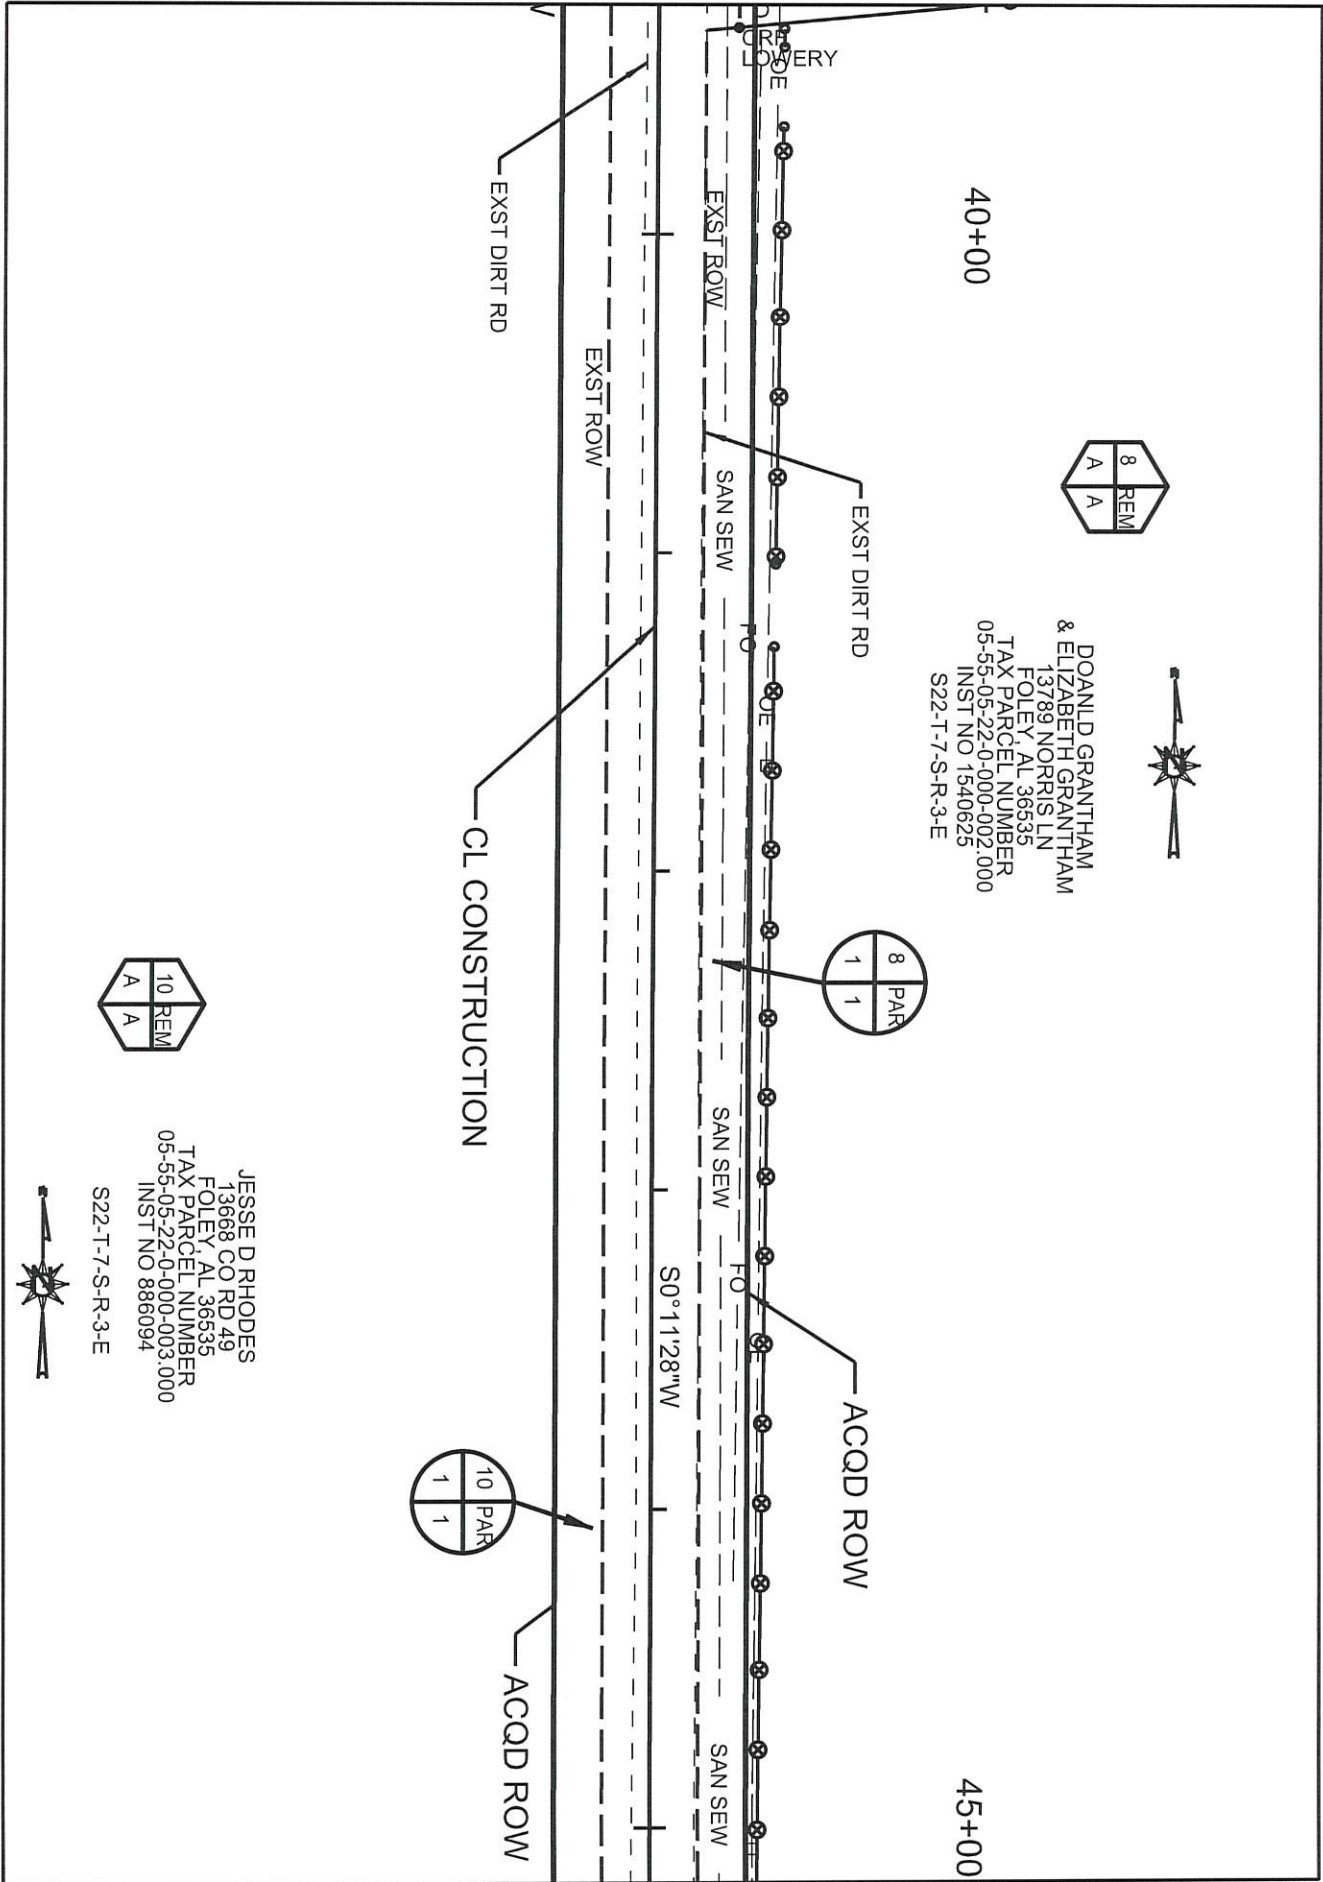 40+00
45+00
8 REM
A A
DOANLD GRANTHAM
& ELIZABETH GRANTHAM
13789 NORRIS LN
FOLEY, AL 36535
TAX PARCEL NUMBER
05-55-05-22-0-000-002.000
INST NO 1540625
S22-T-7-S-R-3-E
EXST DIRT RD
8 PAR
1 1
ACQD ROW
CRF
LOWERY
OE
OE
FO
FO
EXST ROW
SAN SEW
SAN SEW
SAN SEW
S0°11'28"W
EXST ROW
EXST DIRT RD
CL CONSTRUCTION
10 PAR
1 1
ACQD ROW
10 REM
A A
JESSE D RHODES
13668 CO RD 49
FOLEY, AL 36535
TAX PARCEL NUMBER
05-55-05-22-0-000-003.000
INST NO 886094
S22-T-7-S-R-3-E